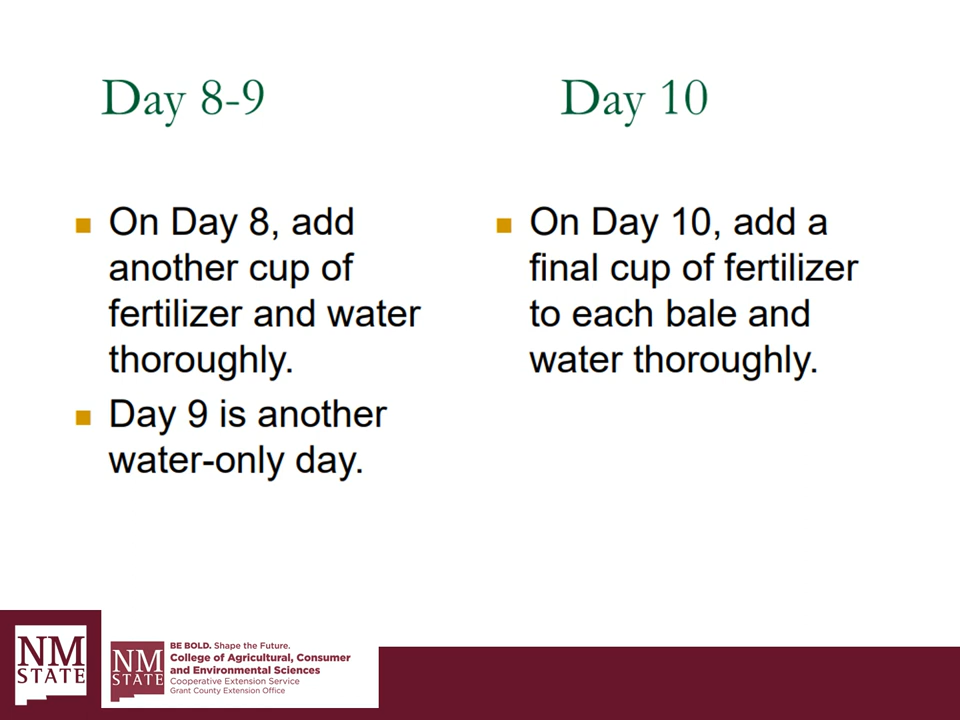 Day 8-9
On Day 8, add
another cup of
fertilizer and water
thoroughly.
Day 9 is another
water-only day.
Day 10
On Day 10, add a
final cup of fertilizer
to each bale and
water thoroughly.
NM
STATE
NM
STATE
BE BOLD. Shape the Future.
College of Agricultural, Consumer
and Environmental Sciences
Cooperative Extension Service
Grant County Extension Office